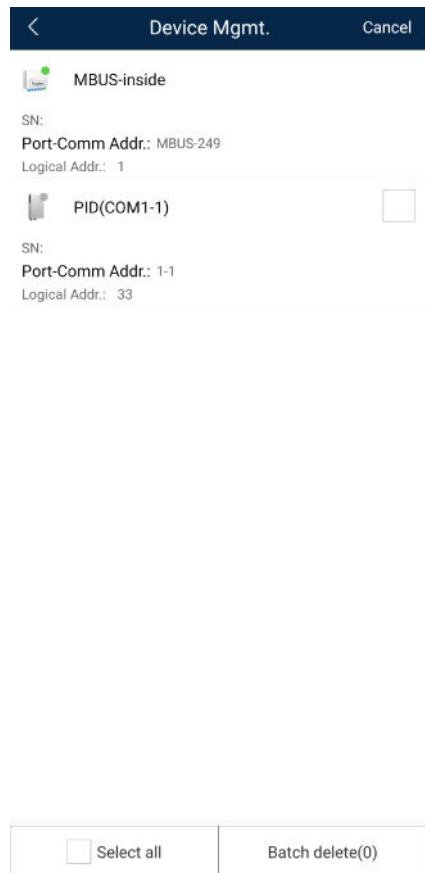 Device Mgmt.
Cancel
MBUS-inside
SN:
Port-Comm Addr.: MBUS-249
Logical Addr.: 1
PID(COM1-1)
SN:
Port-Comm Addr.: 1-1
Logical Addr.: 33
Select all
Batch delete(0)